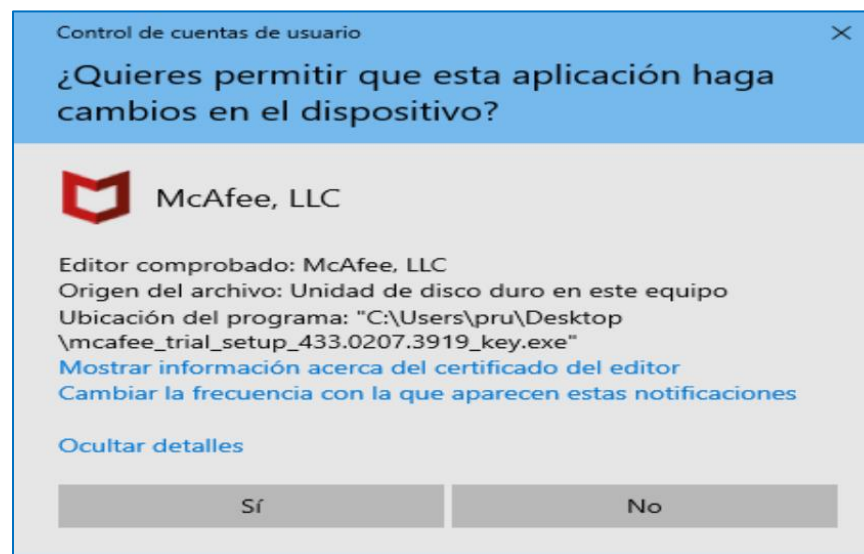 Control de cuentas de usuario
¿Quieres permitir que esta aplicación haga
cambios en el dispositivo?
McAfee, LLC
Editor comprobado: McAfee, LLC
Origen del archivo: Unidad de disco duro en este equipo
Ubicación del programa: "C:\Users\pru\Desktop
\mcafee_trial_setup_433.0207.3919_key.exe"
Mostrar información acerca del certificado del editor
Cambiar la frecuencia con la que aparecen estas notificaciones
Ocultar detalles
Sí
No